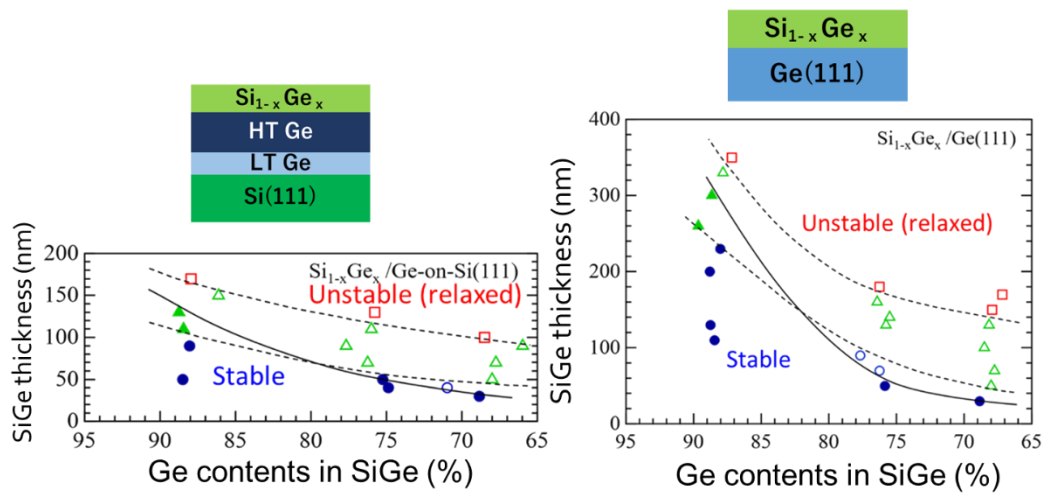 Si₁₋ₓGeₓ
HT Ge
LT Ge
Si(111)
SiGe thickness (nm)
200
150
100
50
0
Si₁₋ₓGeₓ /Ge-on-Si(111)
Unstable (relaxed)
Stable
95 90 85 80 75 70 65
Ge contents in SiGe (%)
Si₁₋ₓGeₓ
Ge(111)
SiGe thickness (nm)
400
300
200
100
0
Si₁₋ₓGeₓ /Ge(111)
Unstable (relaxed)
Stable
95 90 85 80 75 70 65
Ge contents in SiGe (%)